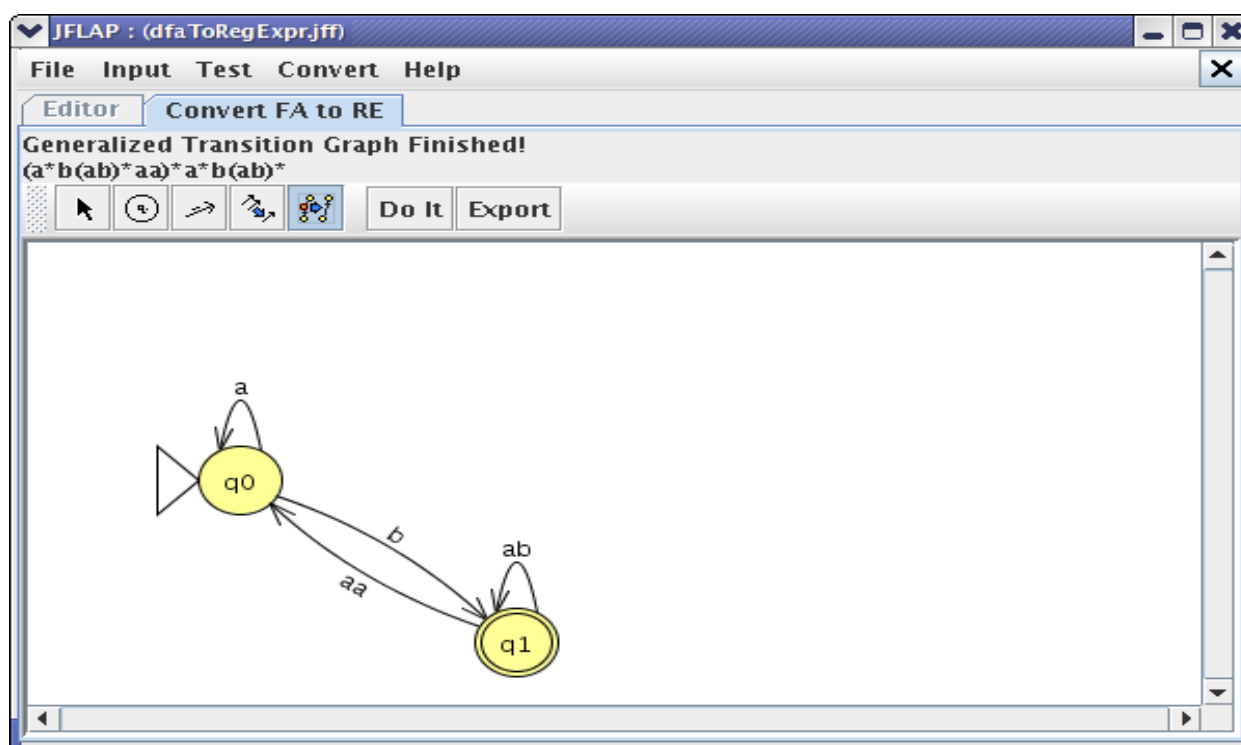 JFLAP : (dfaToRegExpr.jff)
File Input Test Convert Help
Editor Convert FA to RE
Generalized Transition Graph Finished!
(a*b(ab)*aa)*a*b(ab)*
q Do It Export
a
q0
b
aa
ab
q1